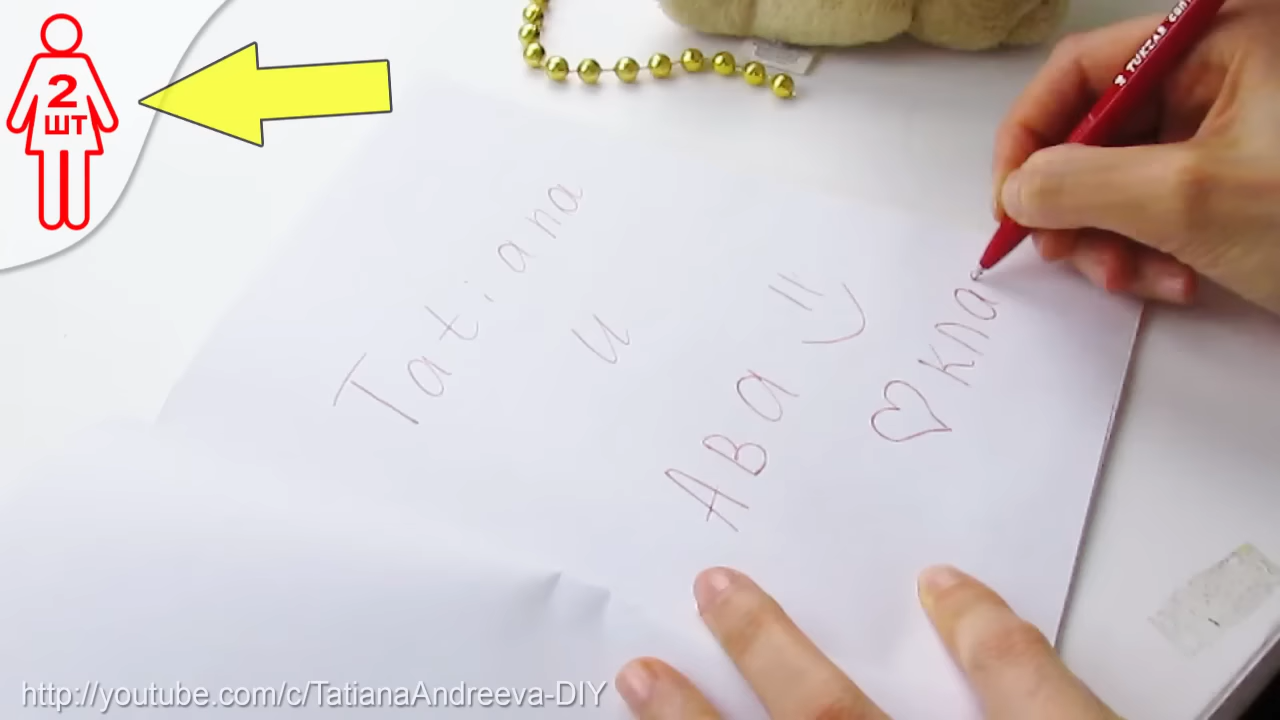 2
шт
Tatiana
и
Ава
кла
http://youtube.com/c/TatianaAndreeva-DIY